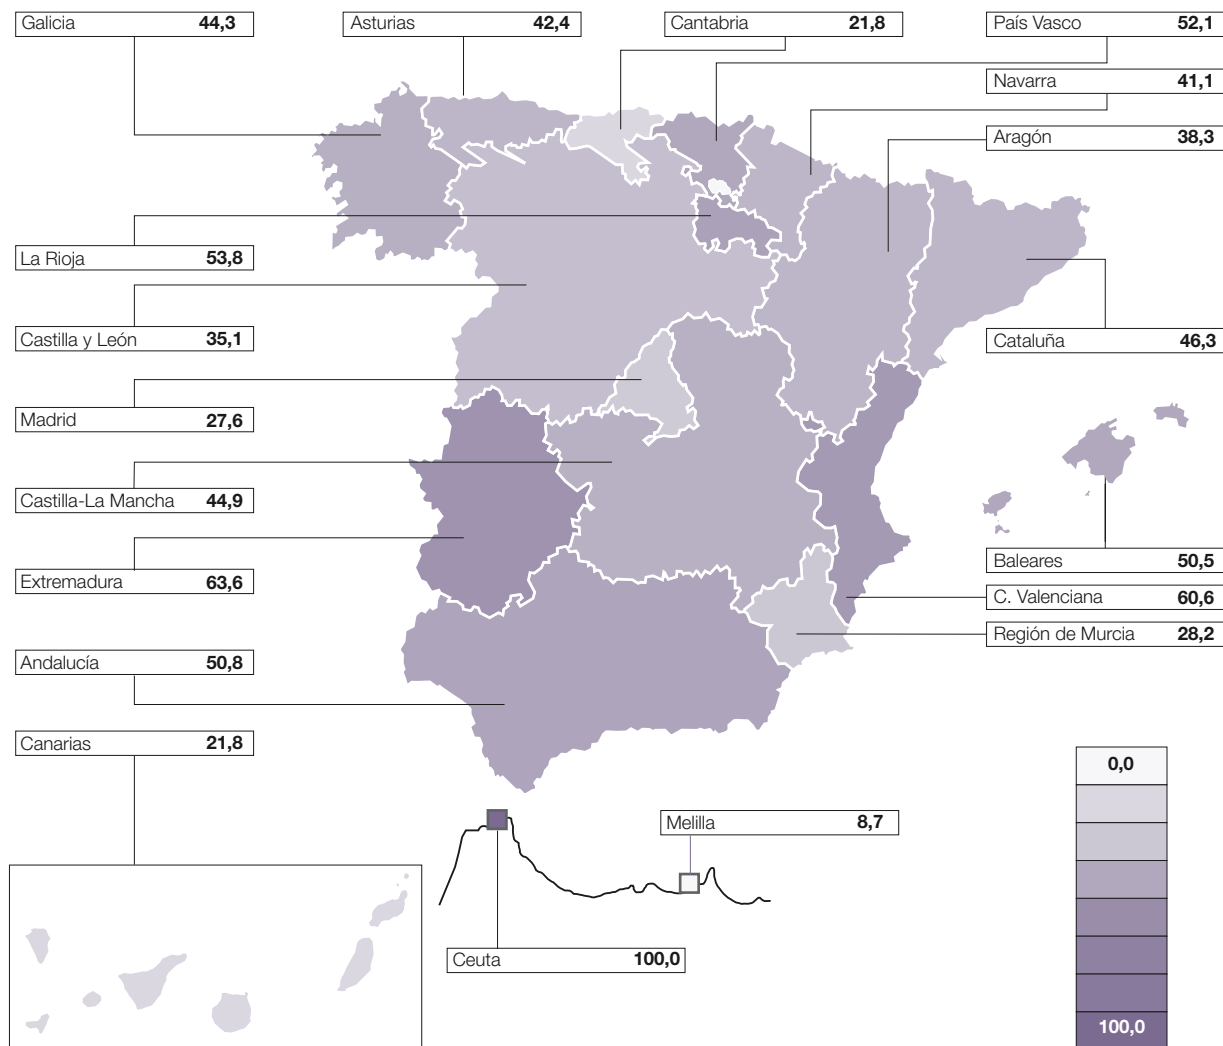 Galicia 44,3
Asturias 42,4
Cantabria 21,8
País Vasco 52,1
Navarra 41,1
Aragón 38,3
La Rioja 53,8
Castilla y León 35,1
Cataluña 46,3
Madrid 27,6
Castilla-La Mancha 44,9
Extremadura 63,6
Baleares 50,5
C. Valenciana 60,6
Región de Murcia 28,2
Andalucía 50,8
Canarias 21,8
0,0
Melilla 8,7
Ceuta 100,0
100,0